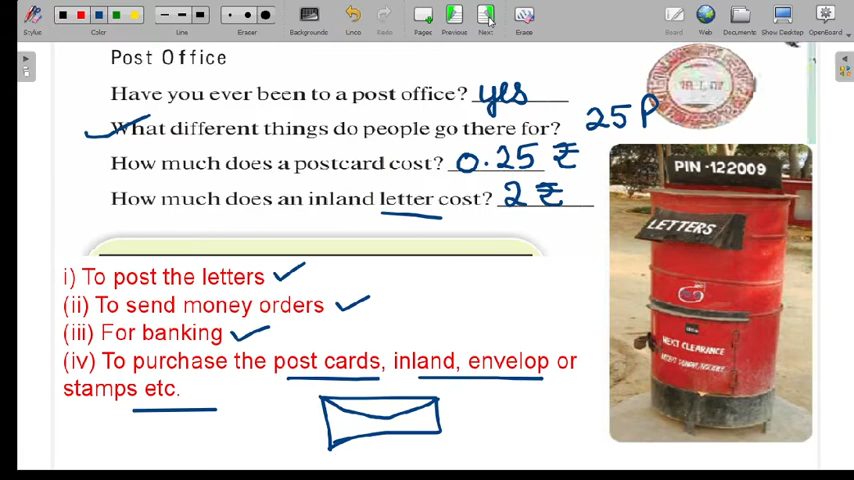 Stylus
Color
Eraser
Backgrounds
Undo
Redo
Pages
Previous
Next
Erase
Board
Web
Documents
Show Desktop
OpenBoard
Post Office
Have you ever been to a post office? yes
What different things do people go there for? 25 P
How much does a postcard cost? 0.25 ₹
How much does an inland letter cost? 2 ₹
i) To post the letters
(ii) To send money orders
(iii) For banking
(iv) To purchase the post cards, inland, envelop or
stamps etc.
PIN -122009
LETTERS
NEXT CLEARANCE